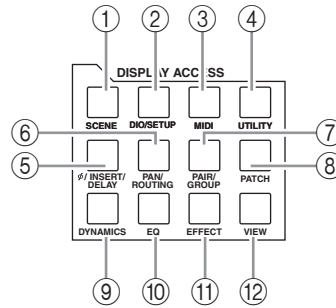 ① ② ③ ④
DISPLAY ACCESS
SCENE DIO/SETUP MIDI UTILITY
⑥ ⑦
⑤ ⑧
ø/ INSERT/ DELAY PAN/ ROUTING PAIR/ GROUP PATCH
DYNAMICS EQ EFFECT VIEW
⑨ ⑩ ⑪ ⑫